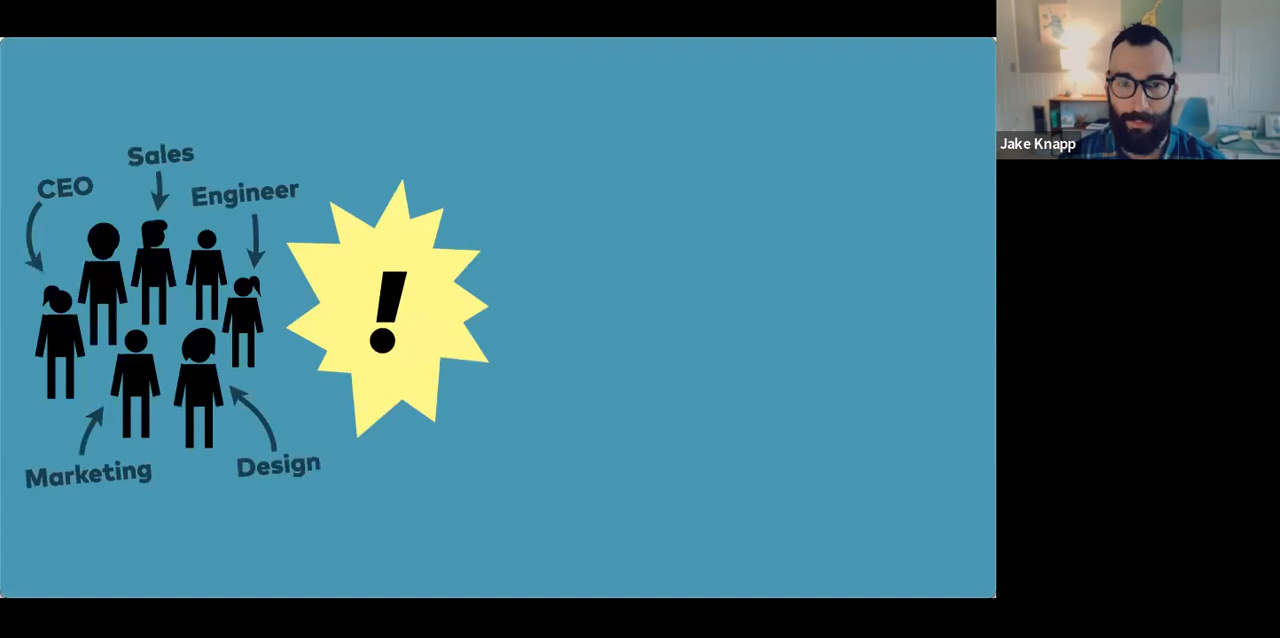 Sales
CEO
Engineer
!
Marketing
Design
Jake Knapp